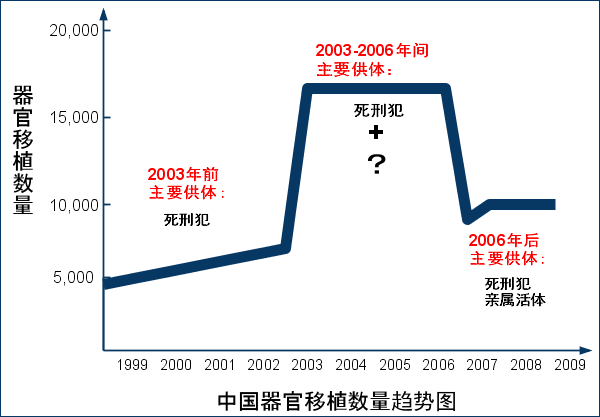 20,000
15,000
10,000
5,000
器官移植数量
2003年前
主要供体:
死刑犯
2003-2006年间
主要供体:
死刑犯
+
?
2006年后
主要供体:
死刑犯
亲属活体
1999 2000 2001 2002 2003 2004 2005 2006 2007 2008 2009
中国器官移植数量趋势图